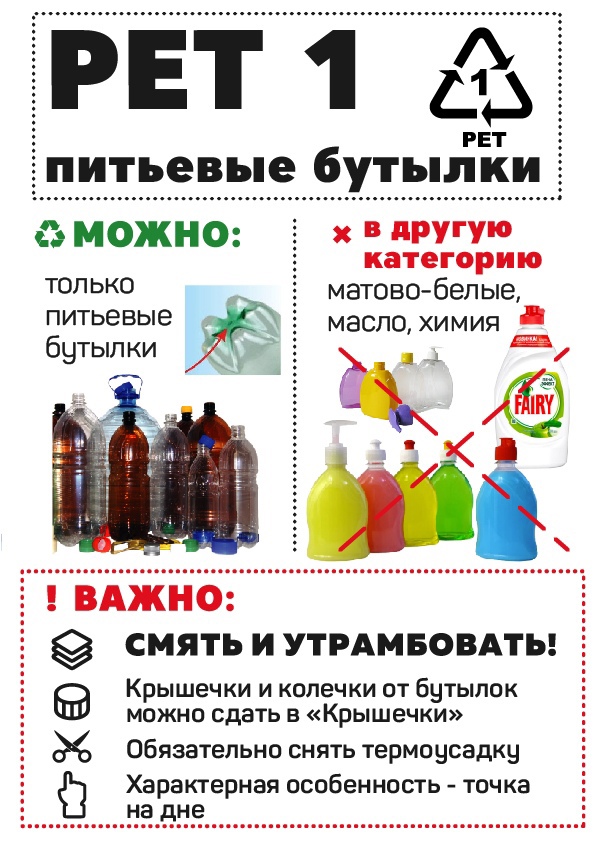 PET 1
1
PET
питьевые бутылки
МОЖНО:
только
питьевые
бутылки
в другую
категорию
матово-белые,
масло, химия
FAIRY
! ВАЖНО:
СМЯТЬ И УТРАМБОВАТЬ!
Крышечки и колечки от бутылок
можно сдать в «Крышечки»
Обязательно снять термоусадку
Характерная особенность - точка
на дне